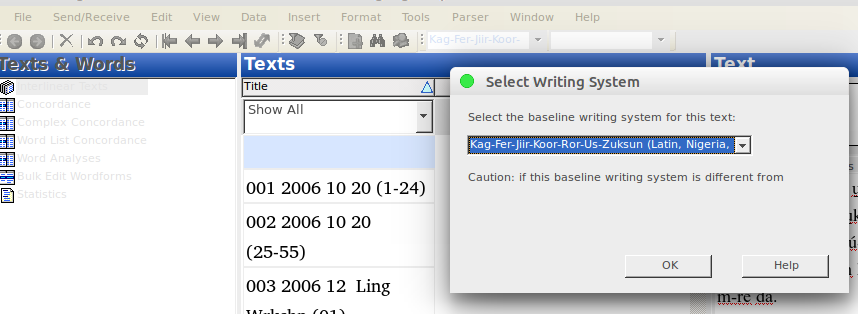 File Send/Receive Edit View Data Insert Format Tools Parser Window Help
Kag-Fer-Jiir-Koor-
Texts & Words
Interlinear Texts
Concordance
Complex Concordance
Word List Concordance
Word Analyses
Bulk Edit Wordforms
Statistics
Texts
Title
Show All
001 2006 10 20 (1-24)
002 2006 10 20
(25-55)
003 2006 12 Ling
Wrkshp (01)
Text
Select Writing System
Select the baseline writing system for this text:
Kag-Fer-Jiir-Koor-Ror-Us-Zuksun (Latin, Nigeria,
Caution: if this baseline writing system is different from
OK Help
m-rë da.